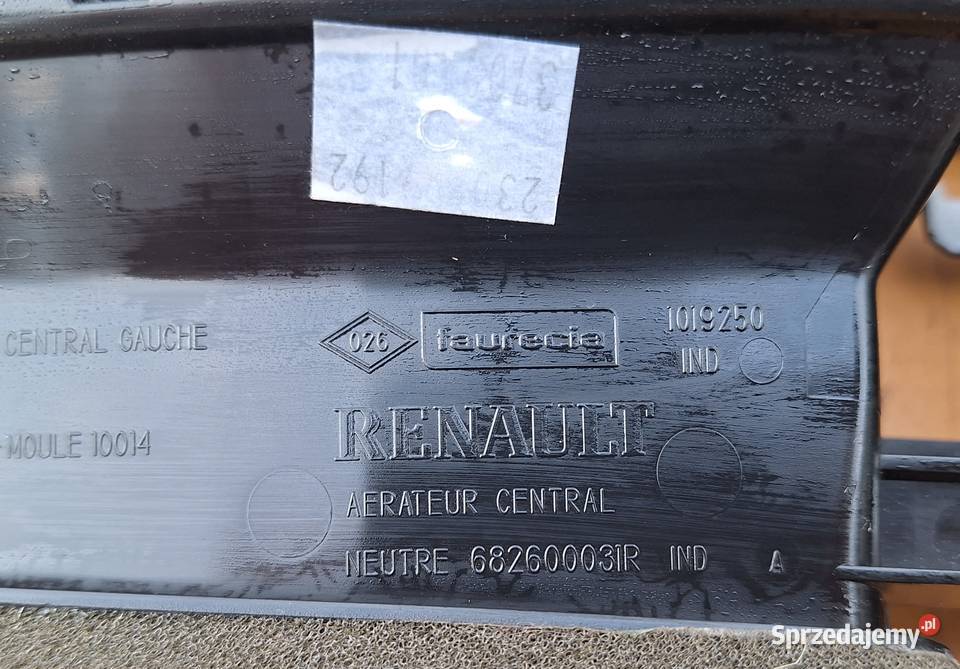 CENTRAL GAUCHE
026 faurecia 1019250
IND
MOULE 10014
RENAULT
AERATEUR CENTRAL
NEUTRE 682600031R IND A
Sprzedajemy.pl